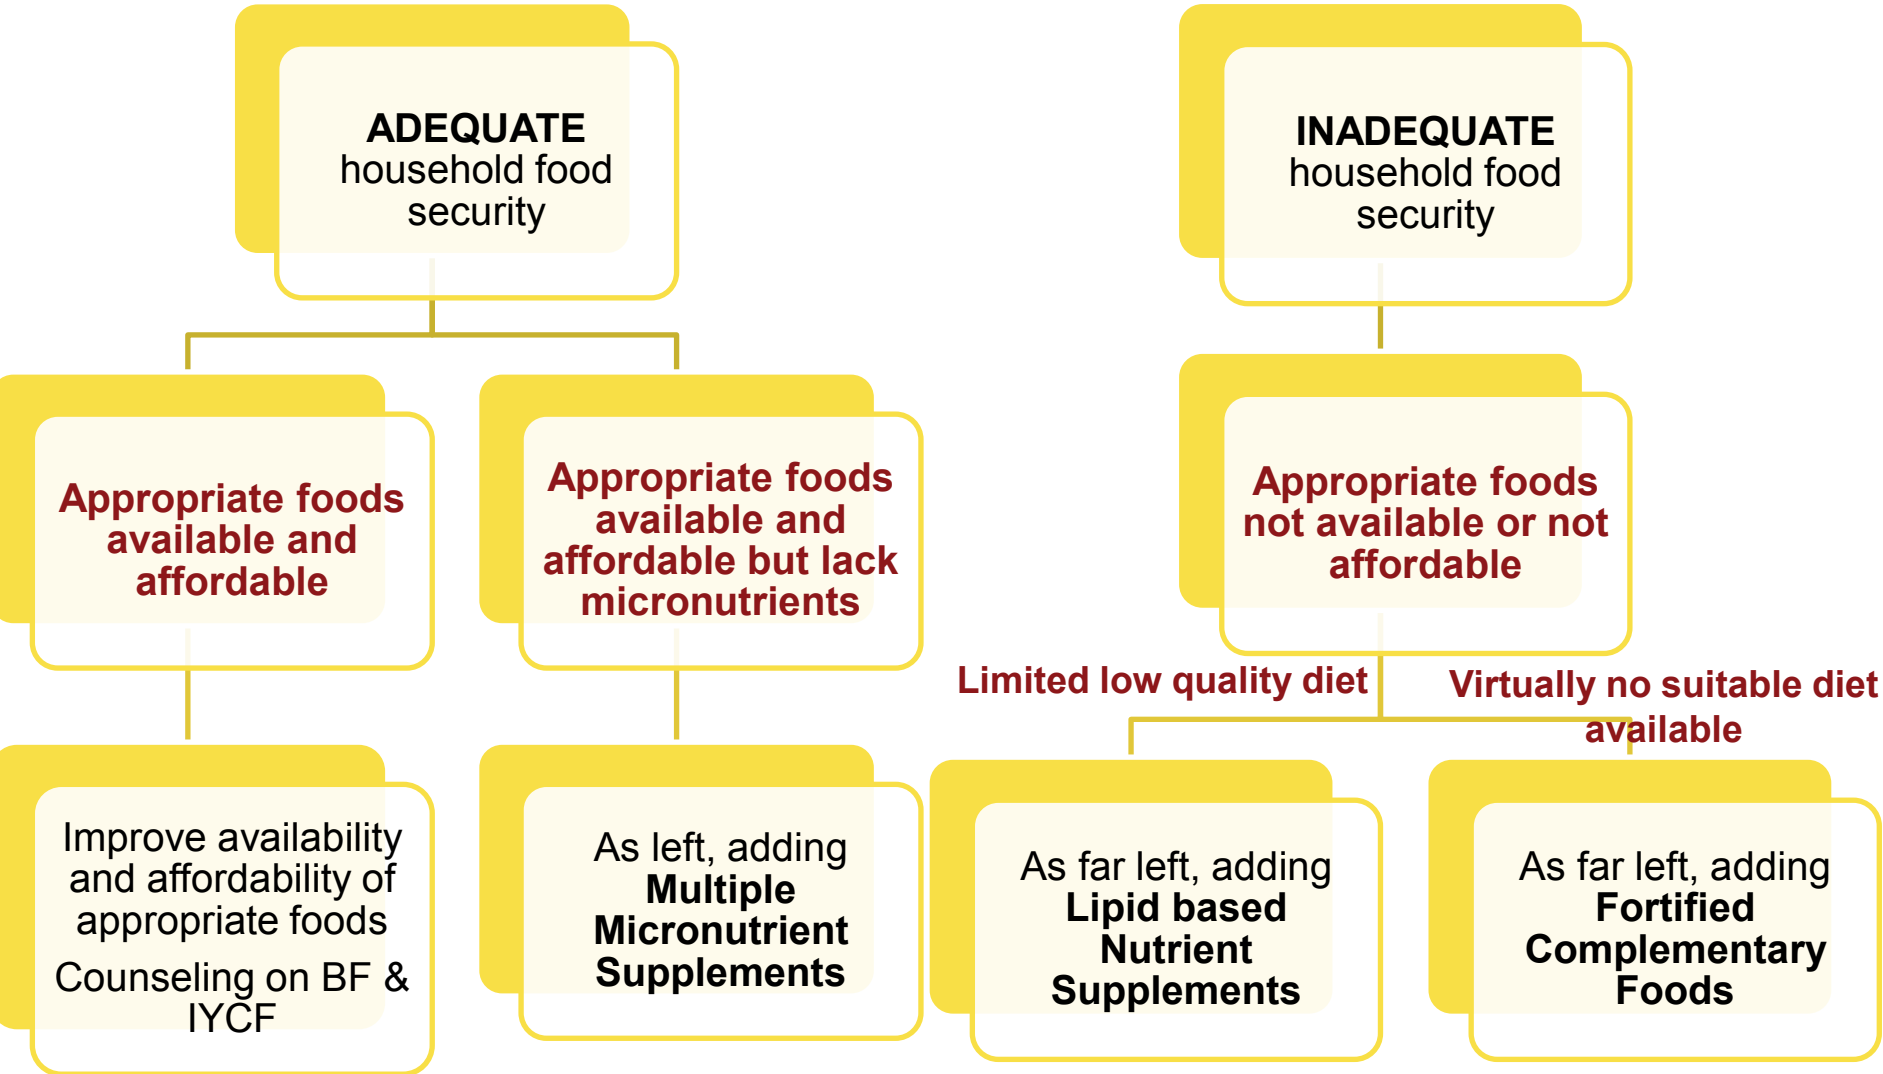 ADEQUATE
household food
security
INADEQUATE
household food
security
Appropriate foods
available and
affordable
Appropriate foods
available and
affordable but lack
micronutrients
Appropriate foods
not available or not
affordable
Limited low quality diet
Virtually no suitable diet
available
Improve availability
and affordability of
appropriate foods
Counseling on BF &
IYCF
As left, adding
Multiple
Micronutrient
Supplements
As far left, adding
Lipid based
Nutrient
Supplements
As far left, adding
Fortified
Complementary
Foods